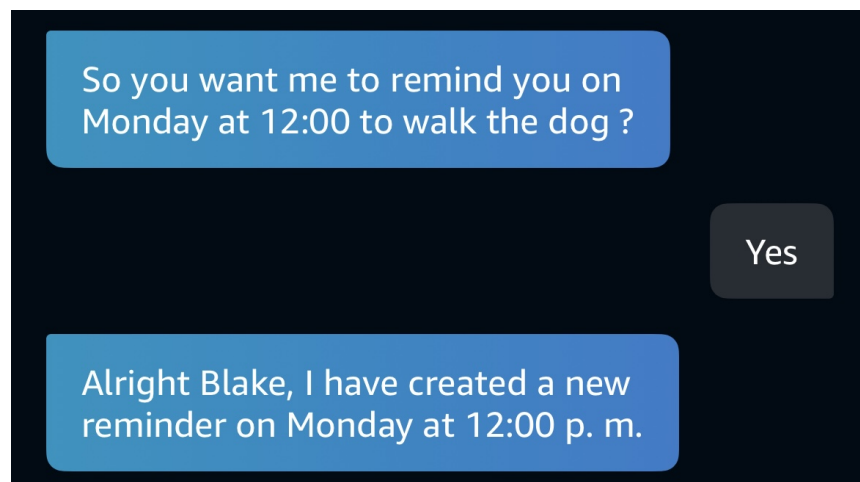 So you want me to remind you on
Monday at 12:00 to walk the dog ?
Yes
Alright Blake, I have created a new
reminder on Monday at 12:00 p. m.